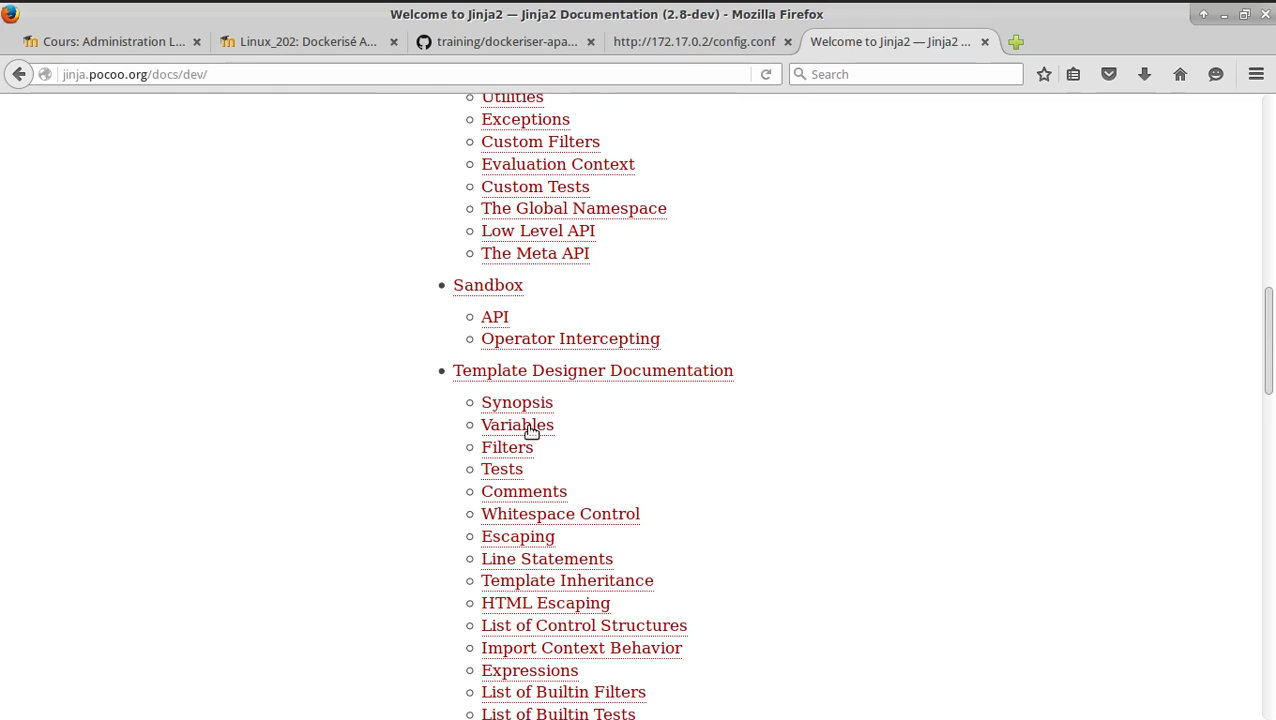 Welcome to Jinja2 — Jinja2 Documentation (2.8-dev) - Mozilla Firefox
Cours: Administration L...
Linux_202: Dockerisé A...
training/dockeriser-apa...
http://172.17.0.2/config.conf
Welcome to Jinja2 — Jinja2 ...
jinja.pocoo.org/docs/dev/
Search
Utilities
Exceptions
Custom Filters
Evaluation Context
Custom Tests
The Global Namespace
Low Level API
The Meta API
Sandbox
API
Operator Intercepting
Template Designer Documentation
Synopsis
Variables
Filters
Tests
Comments
Whitespace Control
Escaping
Line Statements
Template Inheritance
HTML Escaping
List of Control Structures
Import Context Behavior
Expressions
List of Builtin Filters
List of Builtin Tests